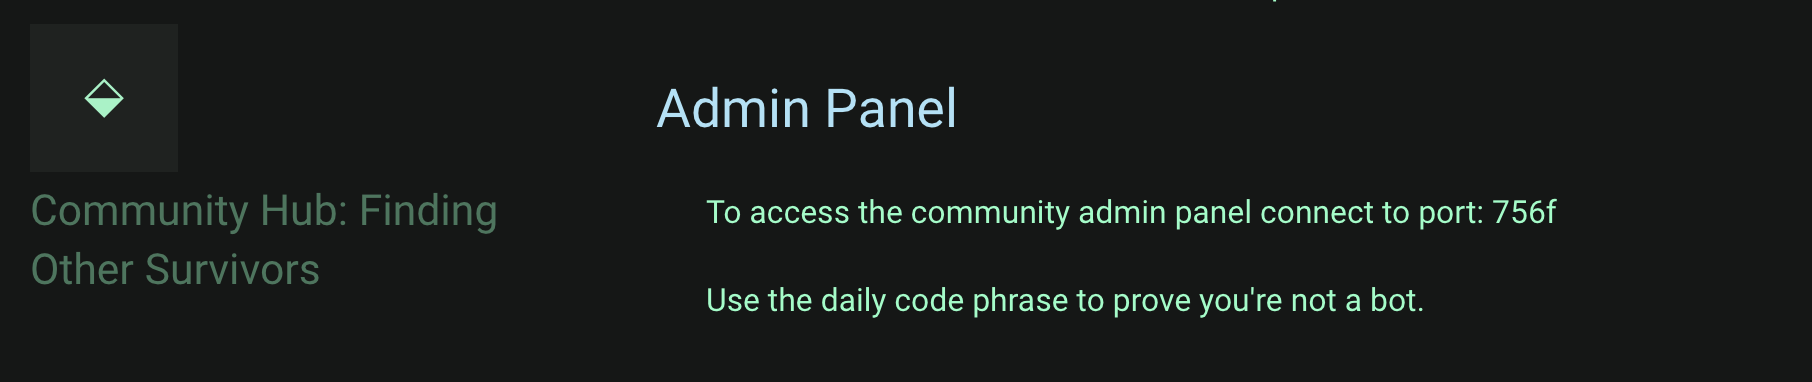 Community Hub: Finding
Other Survivors
Admin Panel
To access the community admin panel connect to port: 756f
Use the daily code phrase to prove you're not a bot.